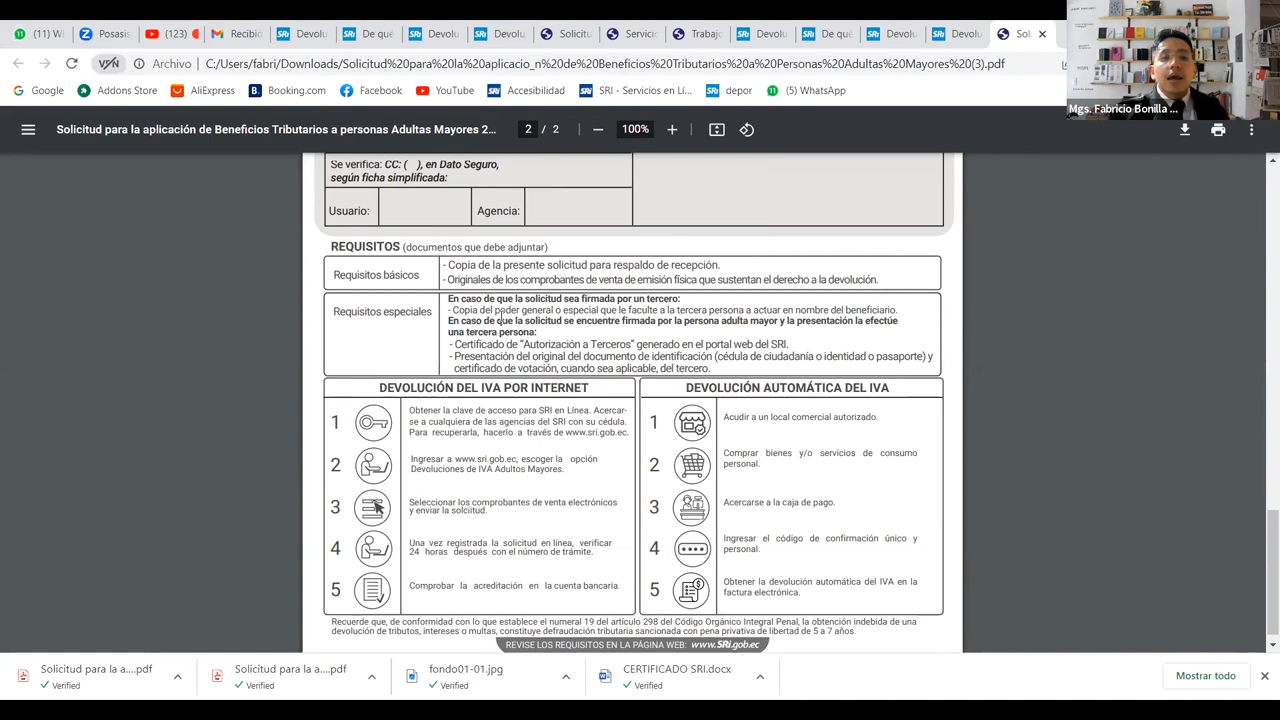 (11) W
Posasis
(123)
Recibid
Devolu
De que
Devolu
Devolu
Solicitu
Servicio
Trabajo
Devolu
De qué
Devolu
Devolu
Soli
VPN
Archivo
C:/Users/fabri/Downloads/Solicitud%20para%20la%20aplicacio_n%20de%20Beneficios%20Tributarios%20a%20Personas%20Adultas%20Mayores%20(3).pdf
Google
Addons Store
AliExpress
Booking.com
Facebook
YouTube
Accesibilidad
SRI - Servicios en Lí...
depor
(5) WhatsApp
Mgs. Fabricio Bonilla ...
Solicitud para la aplicación de Beneficios Tributarios a personas Adultas Mayores 2...
2 / 2
100%
Se verifica: CC: ( ), en Dato Seguro,
según ficha simplificada:
Usuario:
Agencia:
REQUISITOS (documentos que debe adjuntar)
Requisitos básicos
- Copia de la presente solicitud para respaldo de recepción.
- Originales de los comprobantes de venta de emisión física que sustentan el derecho a la devolución.
Requisitos especiales
En caso de que la solicitud sea firmada por un tercero:
- Copia del poder general o especial que le faculte a la tercera persona a actuar en nombre del beneficiario.
En caso de que la solicitud se encuentre firmada por la persona adulta mayor y la presentación la efectúe
una tercera persona:
- Certificado de “Autorización a Terceros” generado en el portal web del SRI.
- Presentación del original del documento de identificación (cédula de ciudadanía o identidad o pasaporte) y
certificado de votación, cuando sea aplicable, del tercero.
DEVOLUCIÓN DEL IVA POR INTERNET
1
Obtener la clave de acceso para SRI en Línea. Acercar-
se a cualquiera de las agencias del SRI con su cédula.
Para recuperarla, hacerlo a través de www.sri.gob.ec.
2
Ingresar a www.sri.gob.ec, escoger la opción
Devoluciones de IVA Adultos Mayores.
3
Seleccionar los comprobantes de venta electrónicos
y enviar la solciitud.
4
Una vez registrada la solicitud en línea, verificar
24 horas después con el número de trámite.
5
Comprobar la acreditación en la cuenta bancaria.
DEVOLUCIÓN AUTOMÁTICA DEL IVA
1
Acudir a un local comercial autorizado.
2
Comprar bienes y/o servicios de consumo
personal.
3
Acercarse a la caja de pago.
4
Ingresar el código de confirmación único y
personal.
5
Obtener la devolución automática del IVA en la
factura electrónica.
Recuerde que, de conformidad con lo que establece el numeral 19 del artículo 298 del Código Orgánico Integral Penal, la obtención indebida de una
devolución de tributos, intereses o multas, constituye defraudación tributaria sancionada con pena privativa de libertad de 5 a 7 años.
REVISE LOS REQUISITOS EN LA PÁGINA WEB: www.SRi.gob.ec
Solicitud para la a....pdf
Verified
Solicitud para la a....pdf
Verified
fondo01-01.jpg
Verified
CERTIFICADO SRI.docx
Verified
Mostrar todo